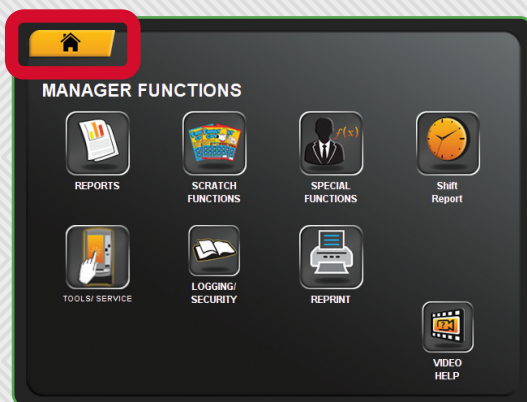 MANAGER FUNCTIONS
REPORTS
SCRATCH
FUNCTIONS
f(x)
SPECIAL
FUNCTIONS
Shift
Report
TOOLS/ SERVICE
LOGGING/
SECURITY
REPRINT
?
VIDEO
HELP